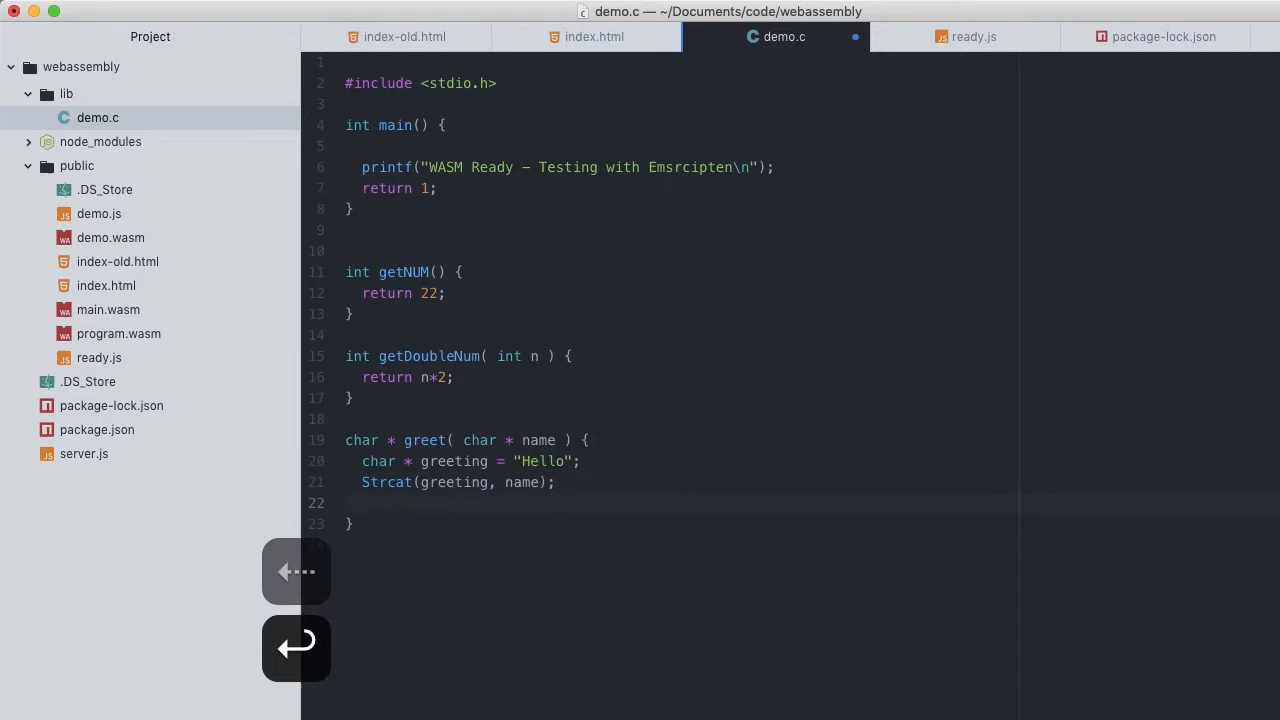 demo.c — ~/Documents/code/webassembly
Project
index-old.html
index.html
demo.c
ready.js
package-lock.json
webassembly
lib
demo.c
node_modules
public
.DS_Store
demo.js
demo.wasm
index-old.html
index.html
main.wasm
program.wasm
ready.js
.DS_Store
package-lock.json
package.json
server.js
1
2 #include <stdio.h>
3
4 int main() {
5
6   printf("WASM Ready – Testing with Emsrcipten\n");
7   return 1;
8 }
9
10
11 int getNUM() {
12   return 22;
13 }
14
15 int getDoubleNum( int n ) {
16   return n*2;
17 }
18
19 char * greet( char * name ) {
20   char * greeting = "Hello";
21   Strcat(greeting, name);
22
23 }